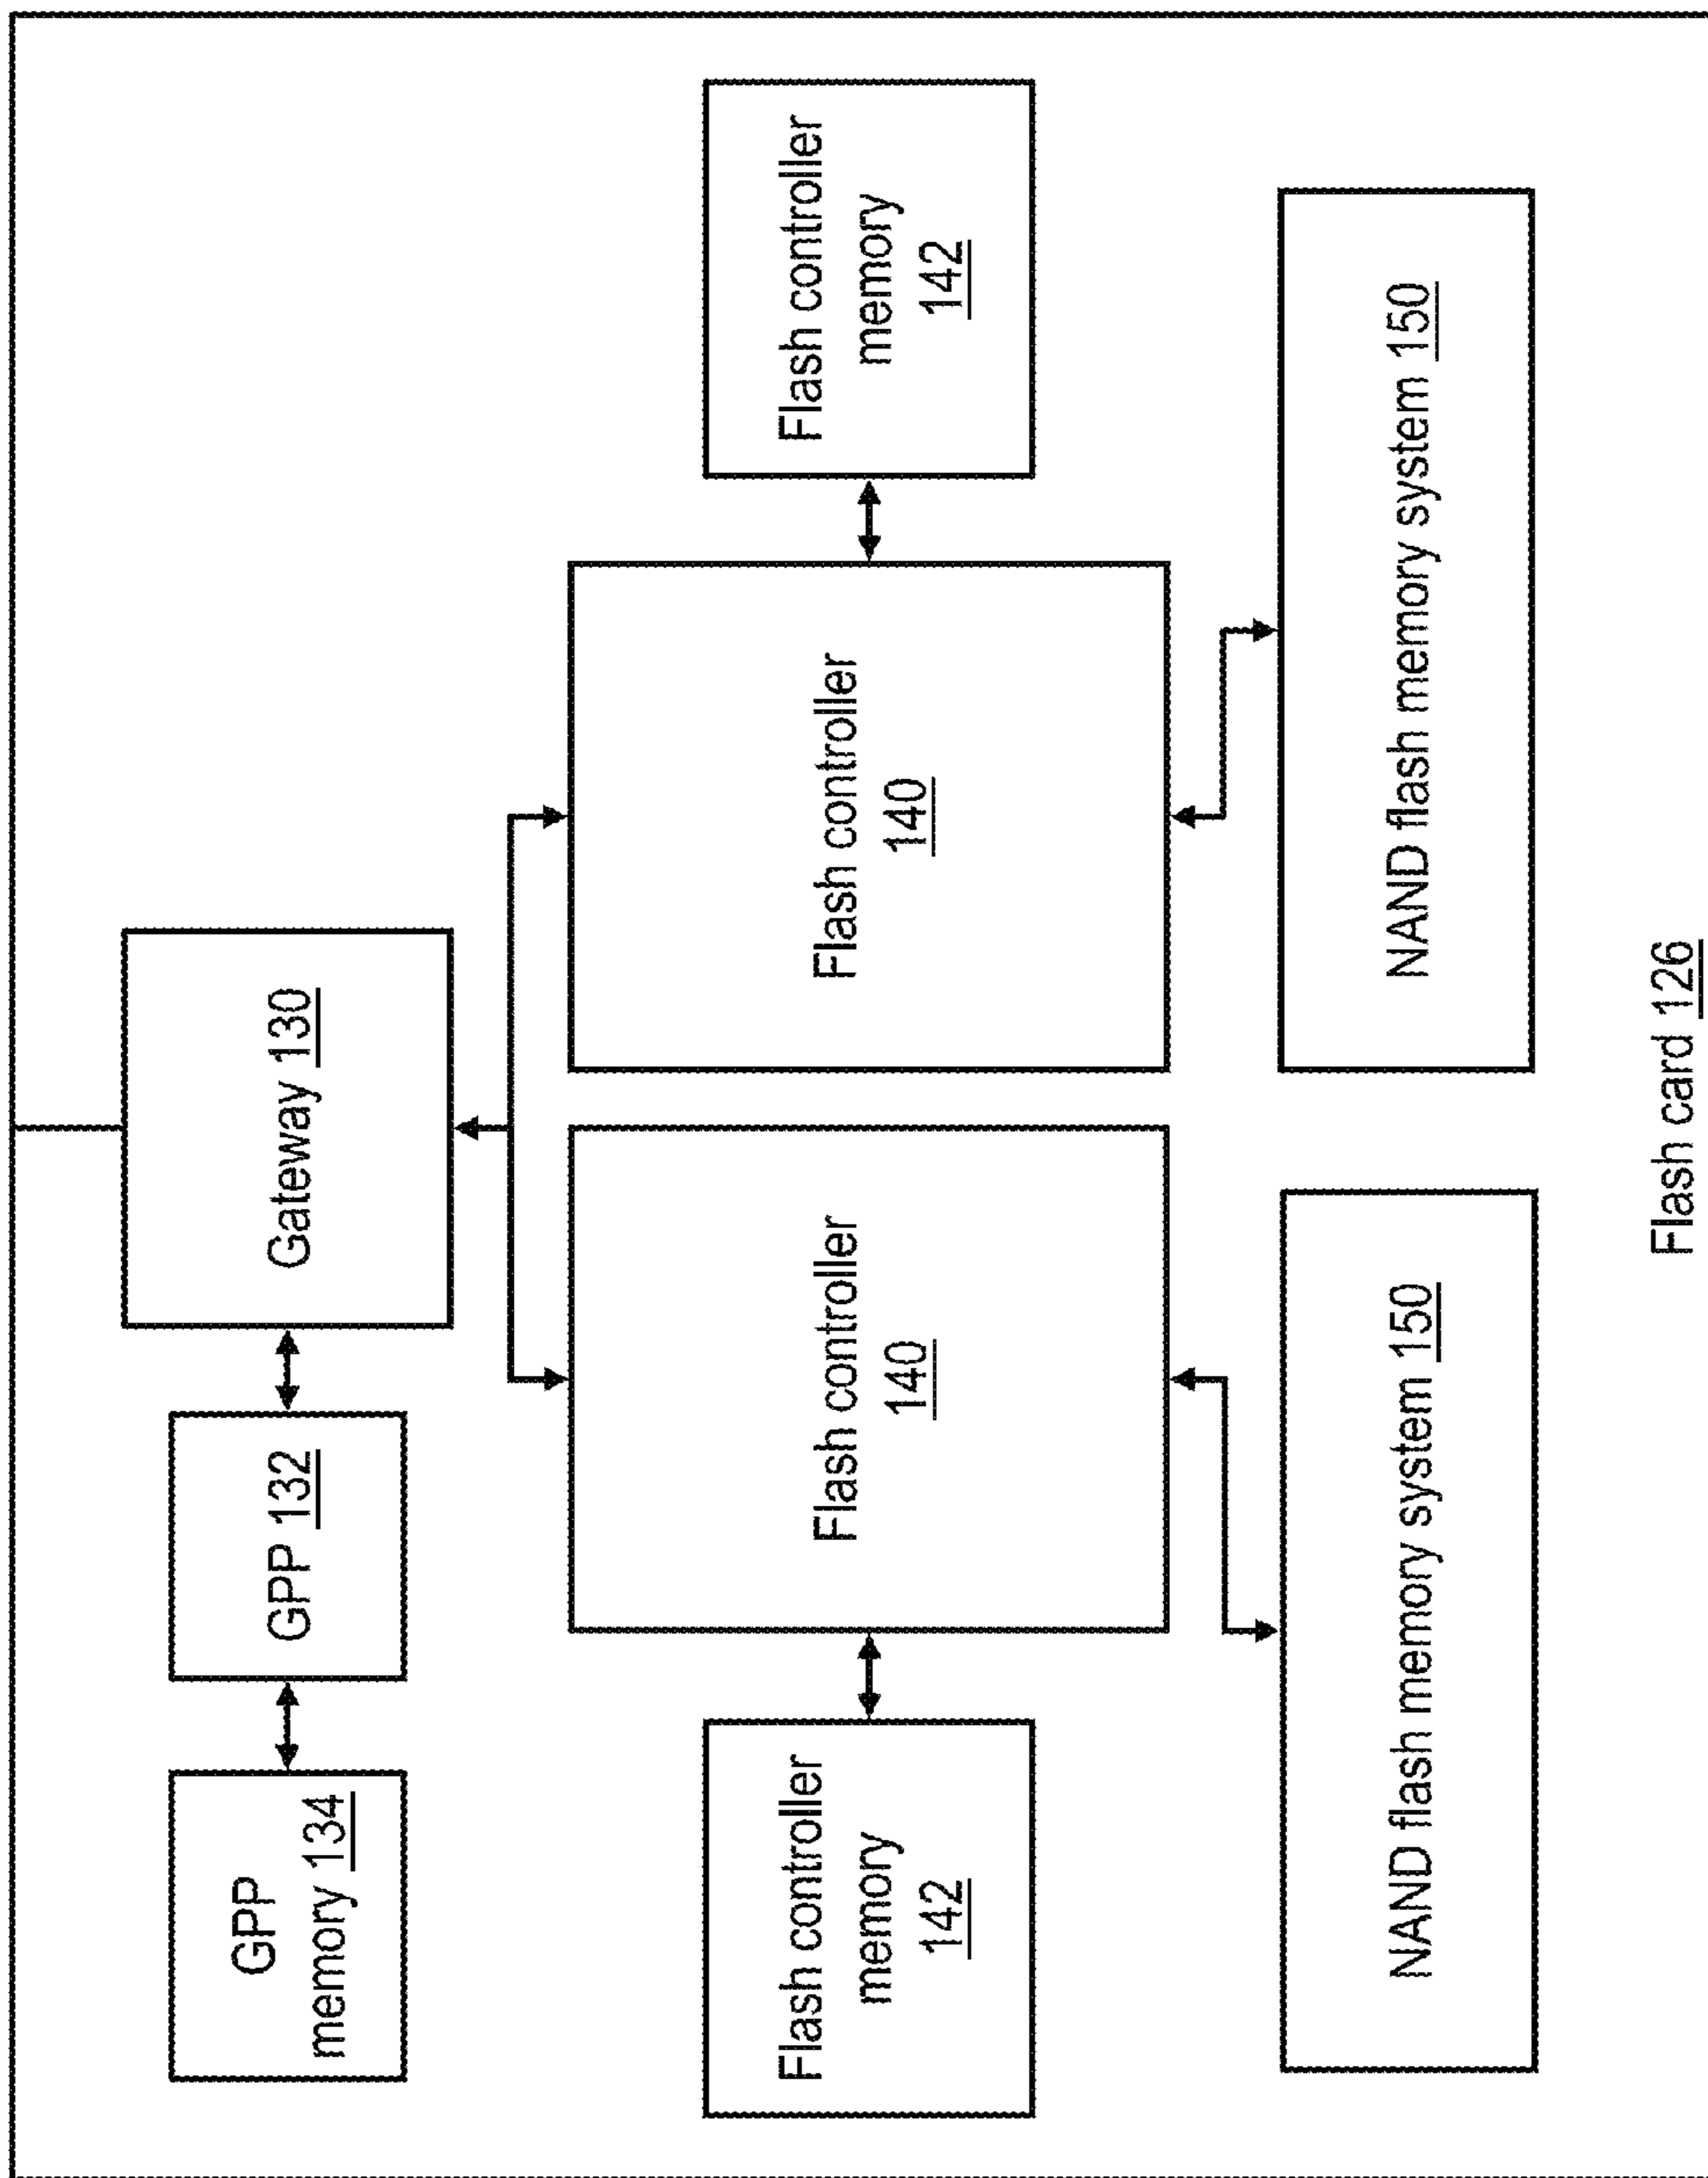 GPP
memory 134
GPP 132
Gateway 130
Flash controller
memory
142
Flash controller
140
Flash controller
140
Flash controller
memory
142
NAND flash memory system 150
NAND flash memory system 150
Flash card 126